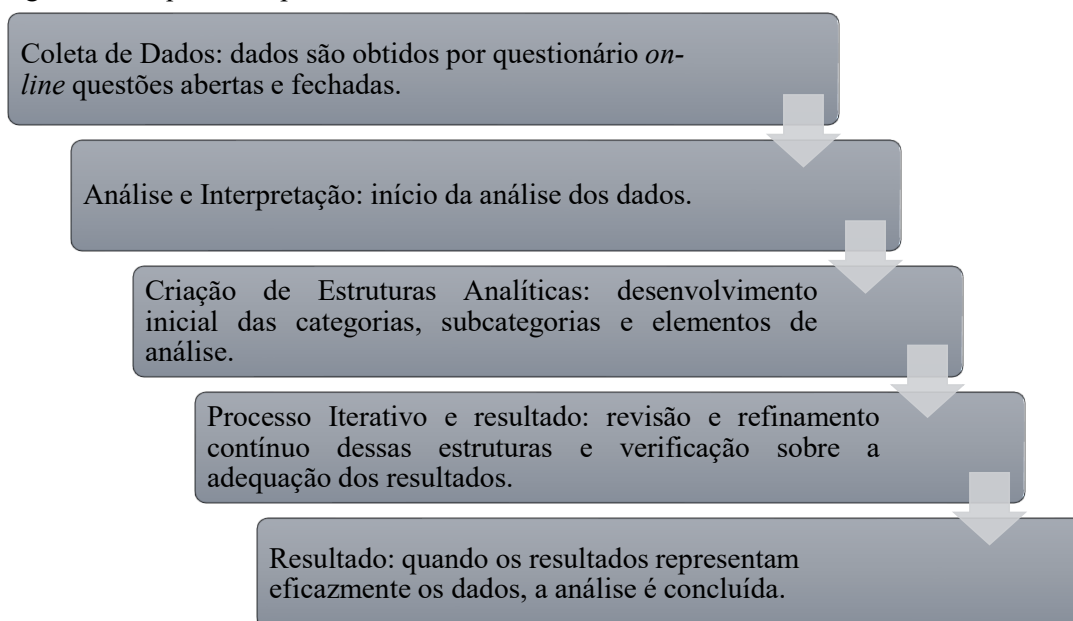 Coleta de Dados: dados são obtidos por questionário on-
line questões abertas e fechadas.
Análise e Interpretação: início da análise dos dados.
Criação de Estruturas Analíticas: desenvolvimento
inicial das categorias, subcategorias e elementos de
análise.
Processo Iterativo e resultado: revisão e refinamento
contínuo dessas estruturas e verificação sobre a
adequação dos resultados.
Resultado: quando os resultados representam
eficazmente os dados, a análise é concluída.